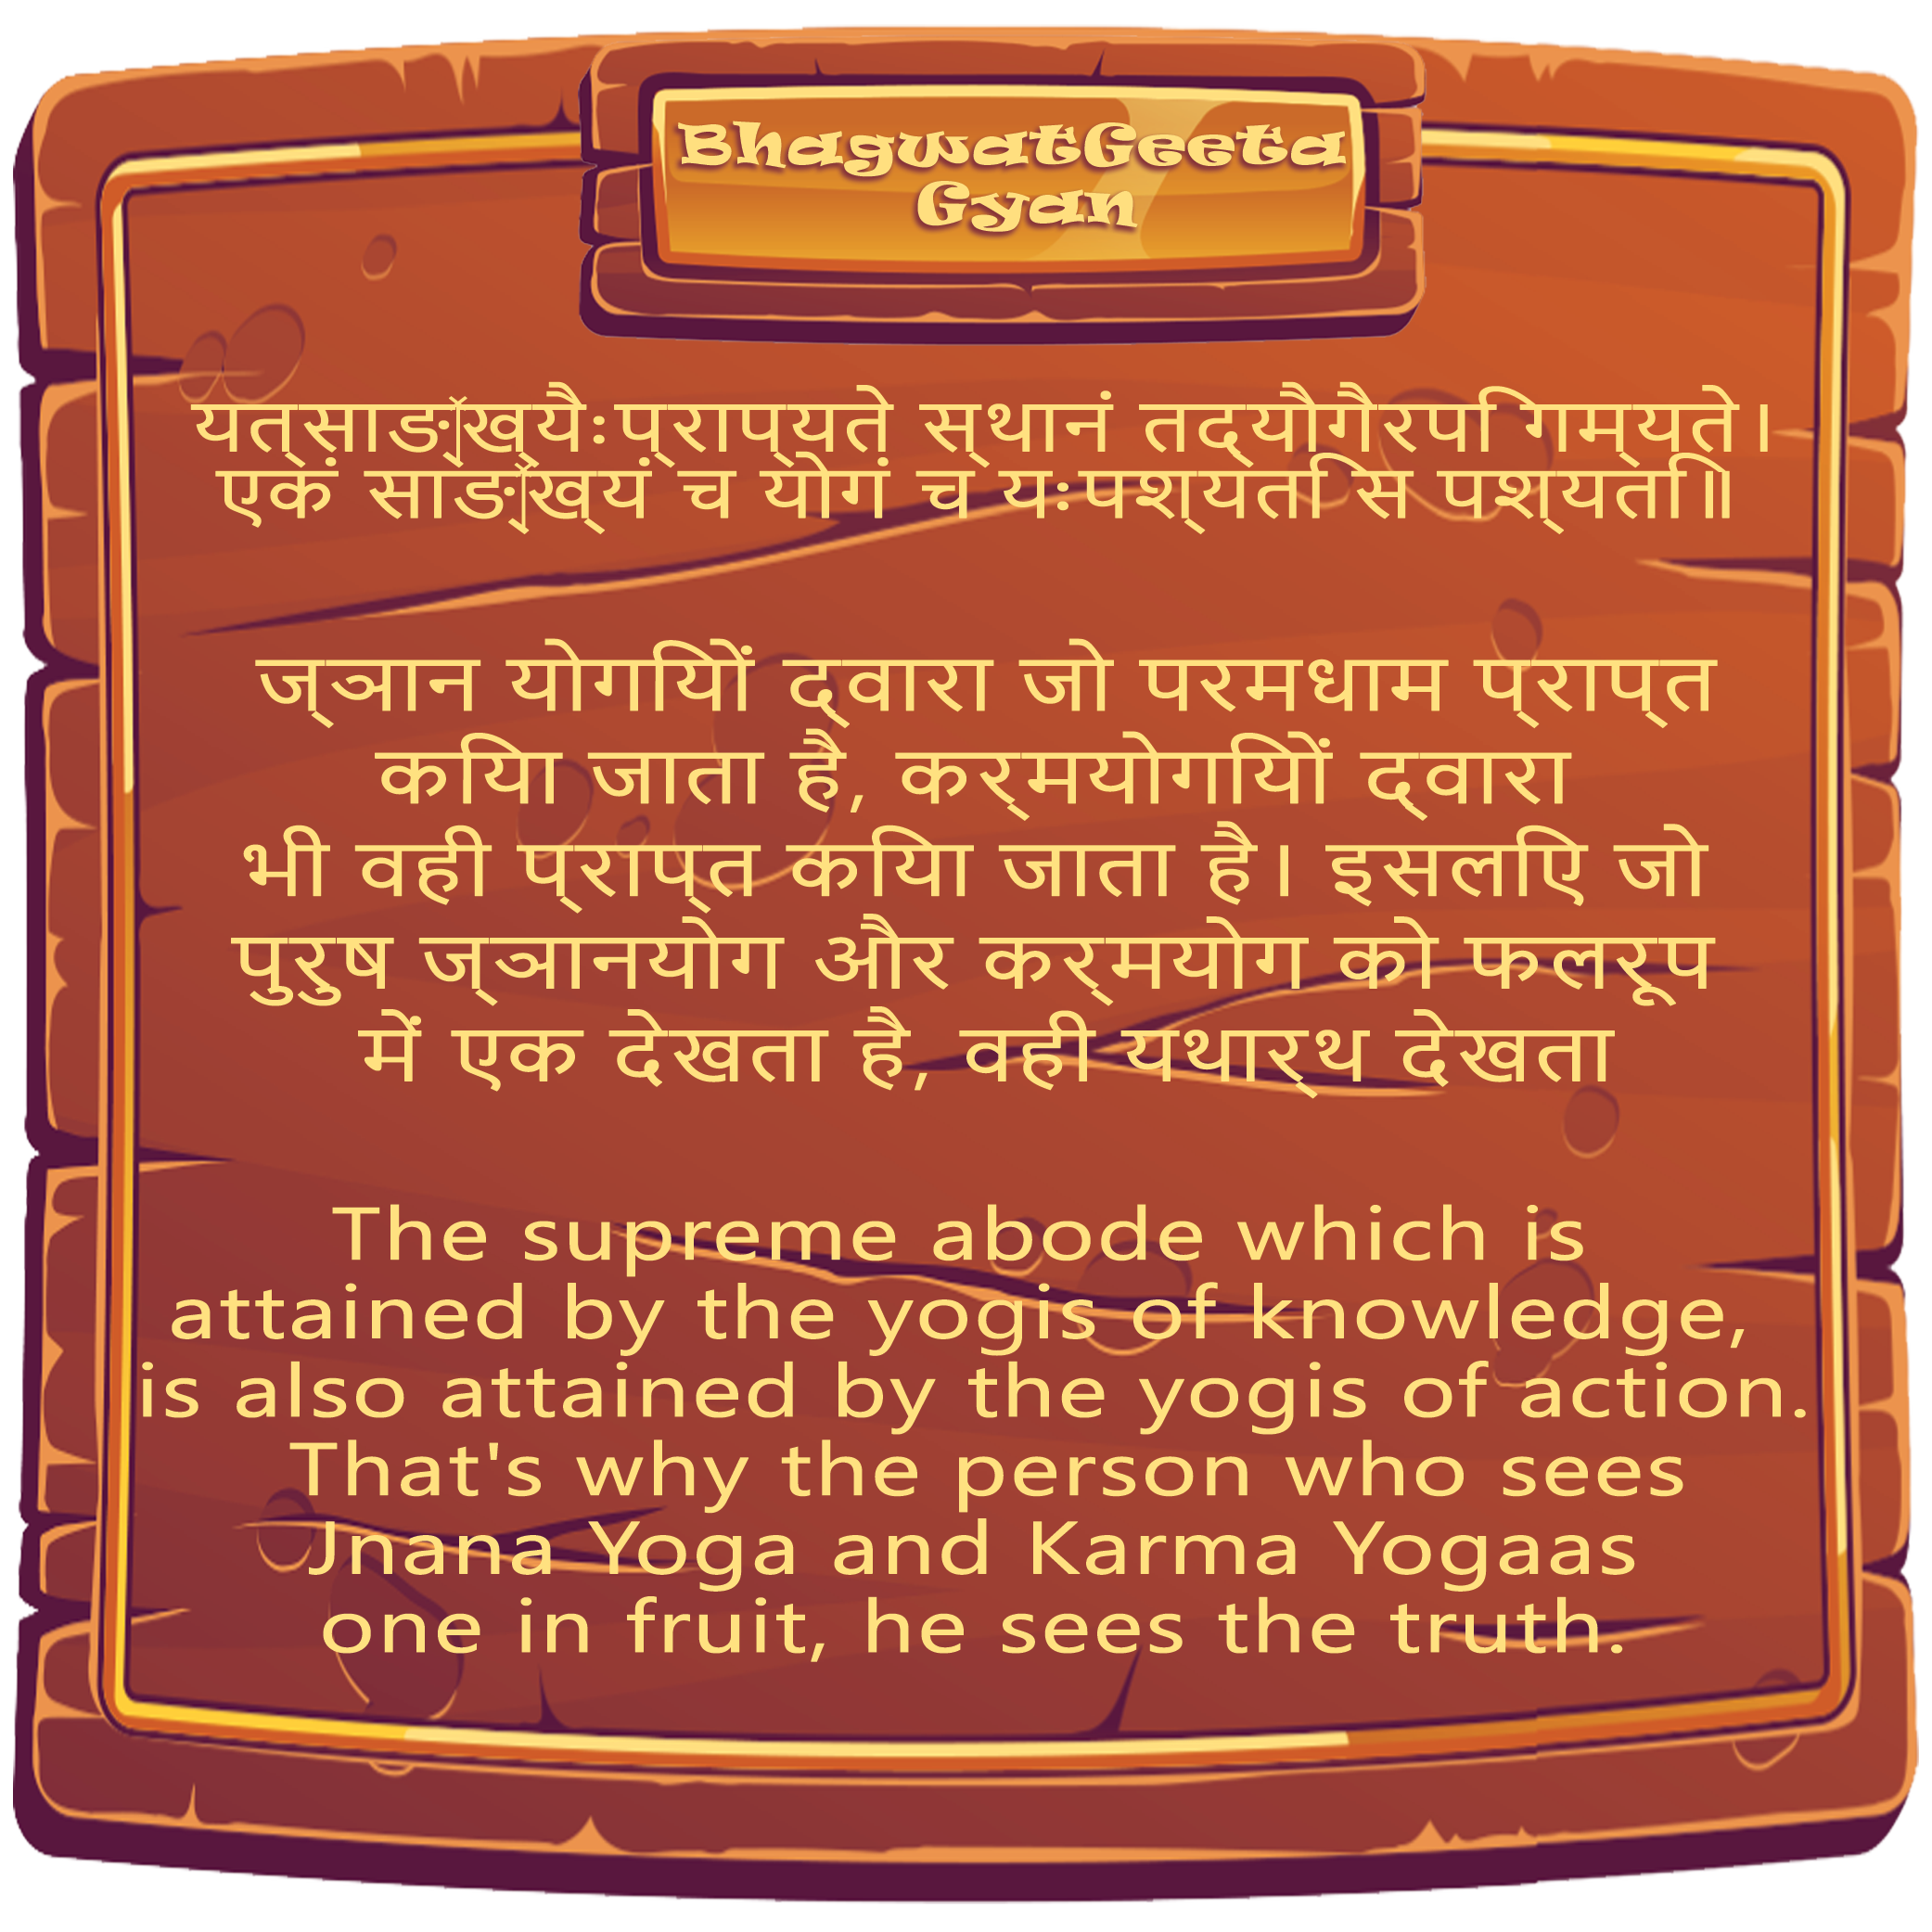 BhagwatGeeta
Gyan
यत्साङ्ख्यैःप्राप्यते स्थानं तद्यौगैरपि गम्यते।
एकं साङ्ख्यं च योगं च यःपश्यति स पश्यति॥
ज्ञान योगियों द्वारा जो परमधाम प्राप्त
किया जाता है, कर्मयोगियों द्वारा
भी वही प्राप्त किया जाता है। इसलिए जो
पुरुष ज्ञानयोग और कर्मयोग को फलरूप
में एक देखता है, वही यथार्थ देखता
The supreme abode which is
attained by the yogis of knowledge,
is also attained by the yogis of action.
That's why the person who sees
Jnana Yoga and Karma Yogaas
one in fruit, he sees the truth.